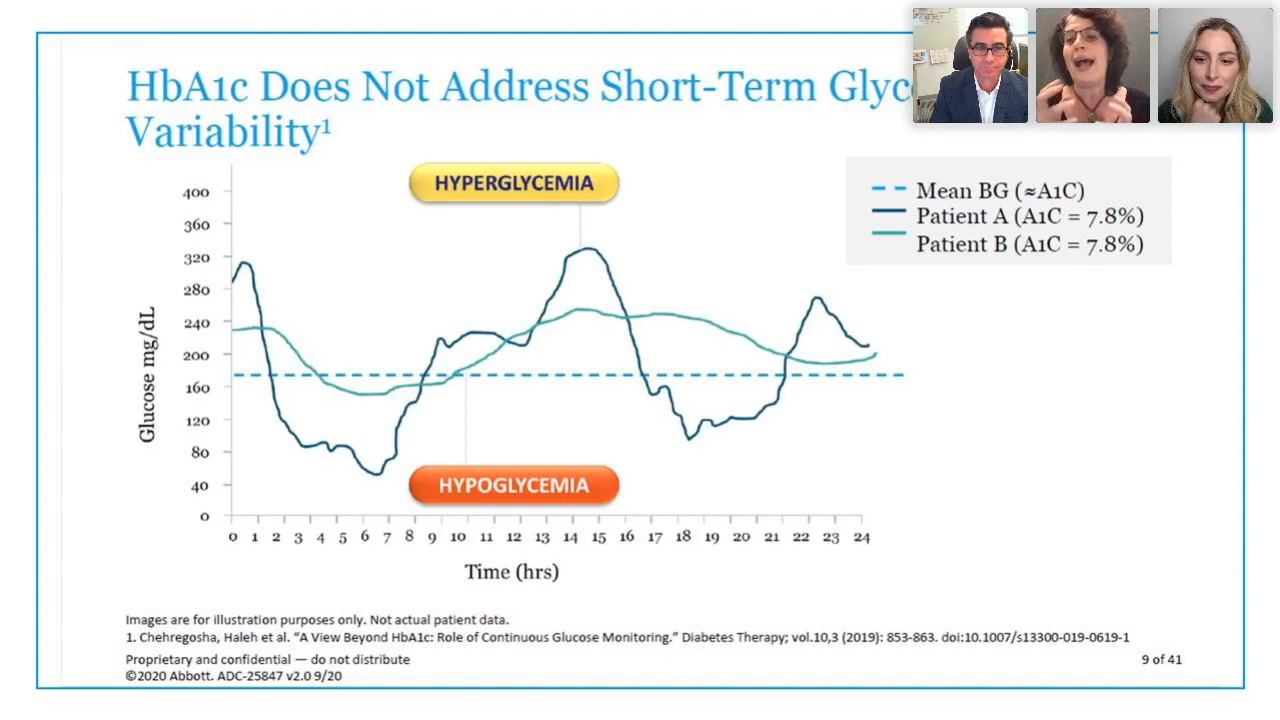 HbA1c Does Not Address Short-Term
Variability¹
HYPERGLYCEMIA
Mean BG (≈A1C)
Patient A (A1C = 7.8%)
Patient B (A1C = 7.8%)
400
360
320
280
240
200
160
120
80
40
0
Glucose mg/dL
HYPOGLYCEMIA
0 1 2 3 4 5 6 7 8 9 10 11 12 13 14 15 16 17 18 19 20 21 22 23 24
Time (hrs)
Images are for illustration purposes only. Not actual patient data.
1. Chehregosha, Haleh et al. “A View Beyond HbA1c: Role of Continuous Glucose Monitoring.” Diabetes Therapy; vol.10,3 (2019): 853-863. doi:10.1007/s13300-019-0619-1
Proprietary and confidential — do not distribute
9 of 41
©2020 Abbott. ADC-25847 v2.0 9/20